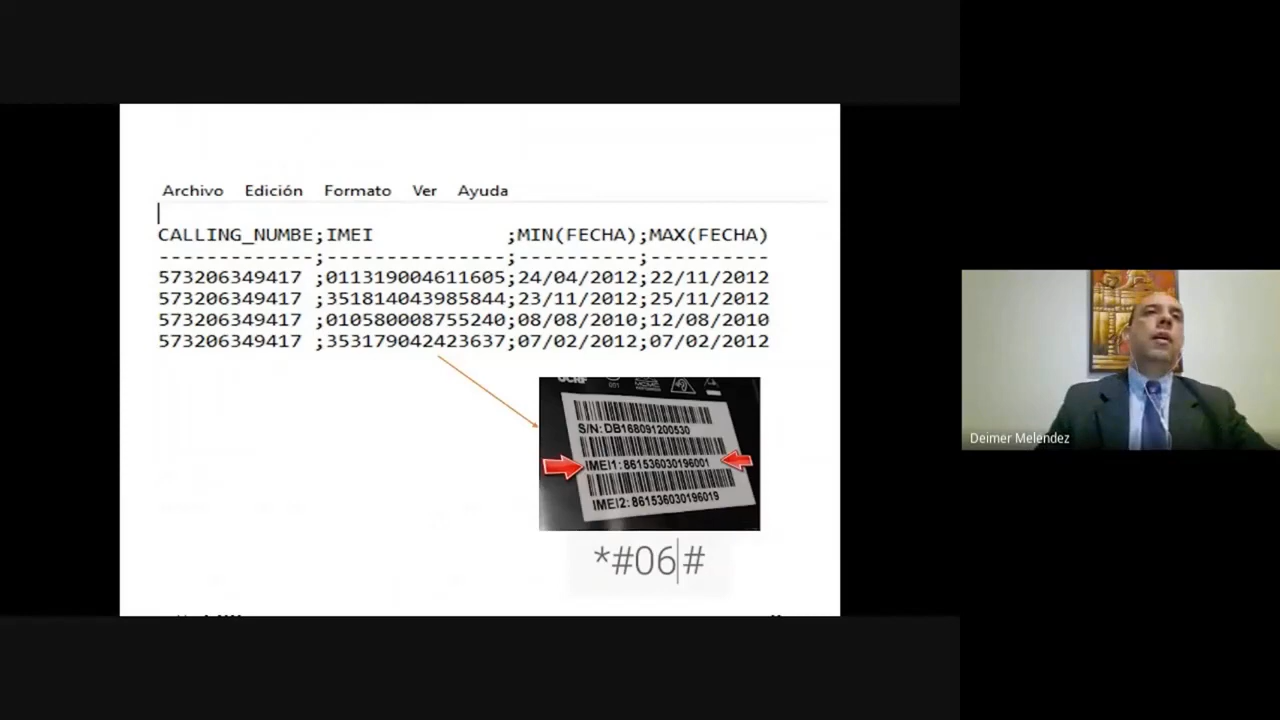 Archivo Edición Formato Ver Ayuda
CALLING_NUMBE;IMEI ;MIN(FECHA);MAX(FECHA)
-------------;---------------;----------;----------
573206349417 ;011319004611605;24/04/2012;22/11/2012
573206349417 ;351814043985844;23/11/2012;25/11/2012
573206349417 ;010580008755240;08/08/2010;12/08/2010
573206349417 ;353179042423637;07/02/2012;07/02/2012
S/N: DB168091200530
IMEI1: 861536030196001
IMEI2: 861536030196019
*#06#
Deimer Melendez